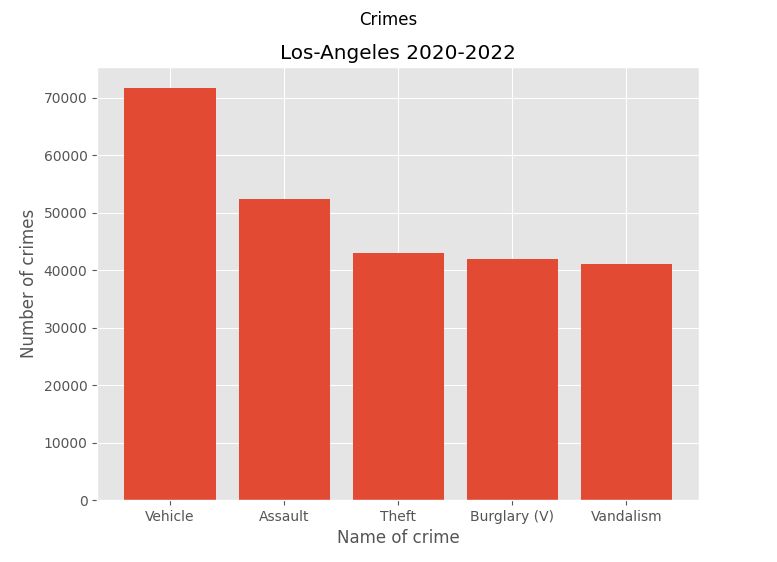 Crimes
Los-Angeles 2020-2022
70000
60000
50000
40000
30000
20000
10000
0
Number of crimes
Vehicle Assault Theft Burglary (V) Vandalism
Name of crime